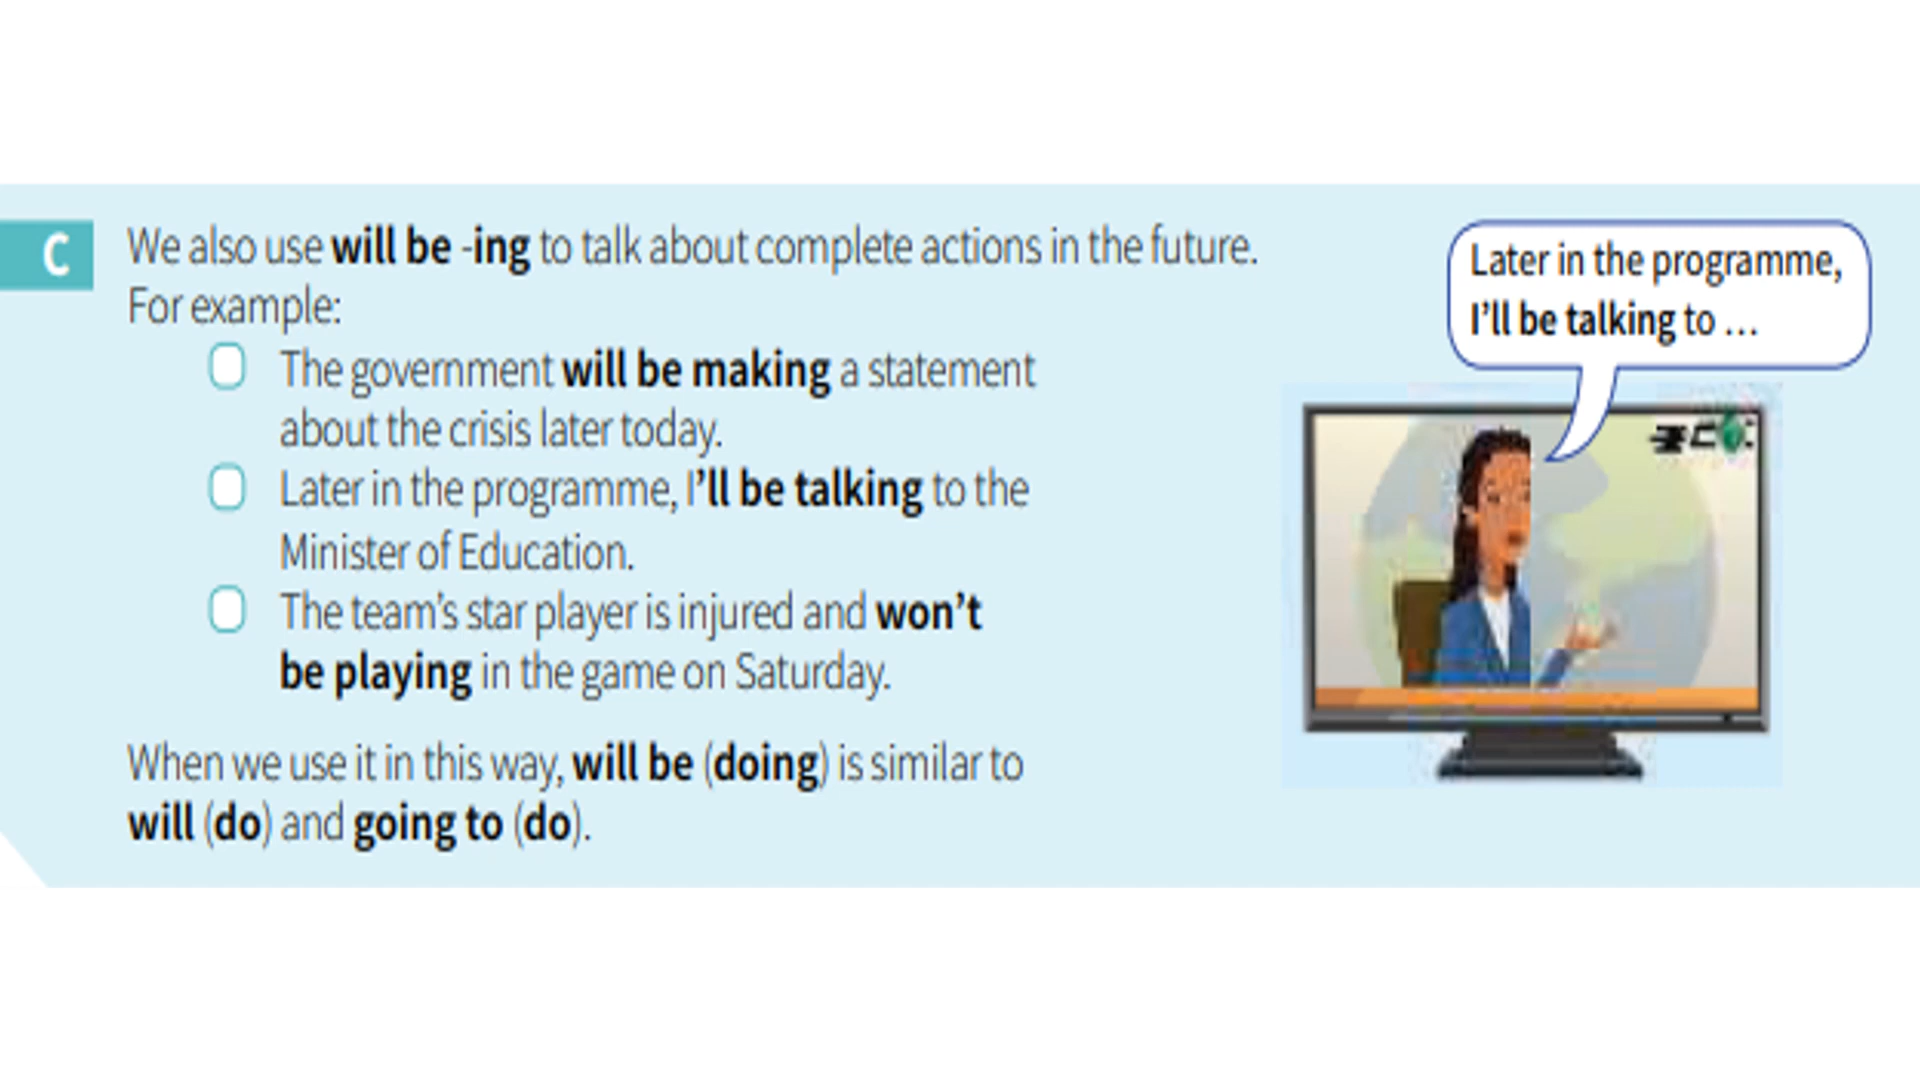 C
We also use will be -ing to talk about complete actions in the future.
For example:
The government will be making a statement
about the crisis later today.
Later in the programme, I’ll be talking to the
Minister of Education.
The team’s star player is injured and won’t
be playing in the game on Saturday.
When we use it in this way, will be (doing) is similar to
will (do) and going to (do).
Later in the programme,
I’ll be talking to …